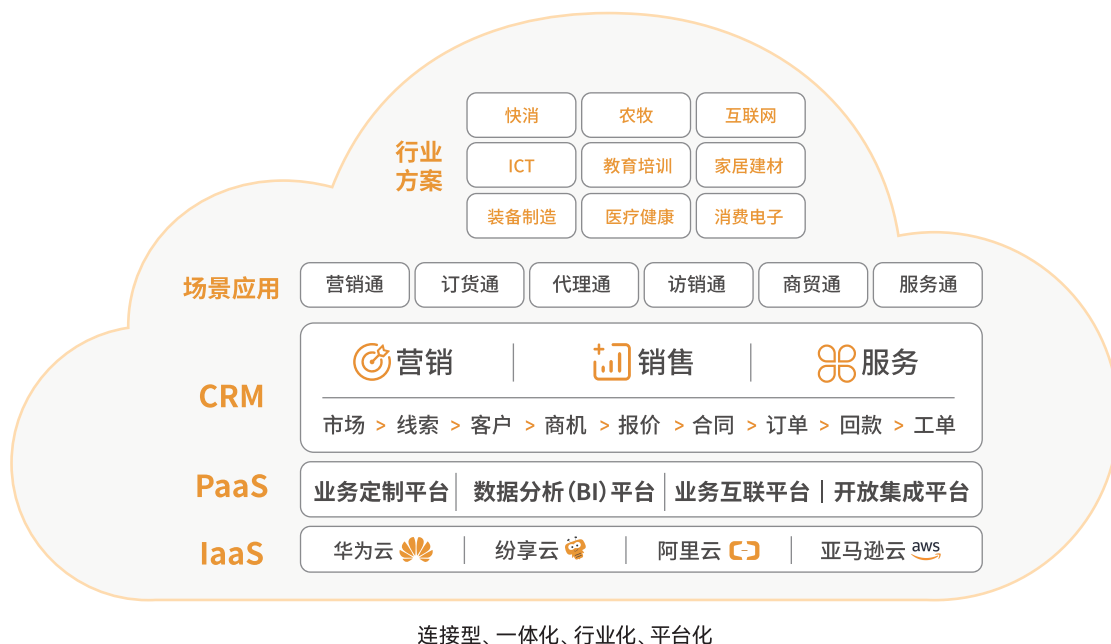 行业
方案
快消 农牧 互联网
ICT 教育培训 家居建材
装备制造 医疗健康 消费电子
场景应用 营销通 订货通 代理通 访销通 商贸通 服务通
CRM
营销 | 销售 | 服务
市场 > 线索 > 客户 > 商机 > 报价 > 合同 > 订单 > 回款 > 工单
PaaS 业务定制平台 | 数据分析(BI)平台 | 业务互联平台 | 开放集成平台
IaaS 华为云 | 纷享云 | 阿里云 | 亚马逊云 aws
连接型、一体化、行业化、平台化